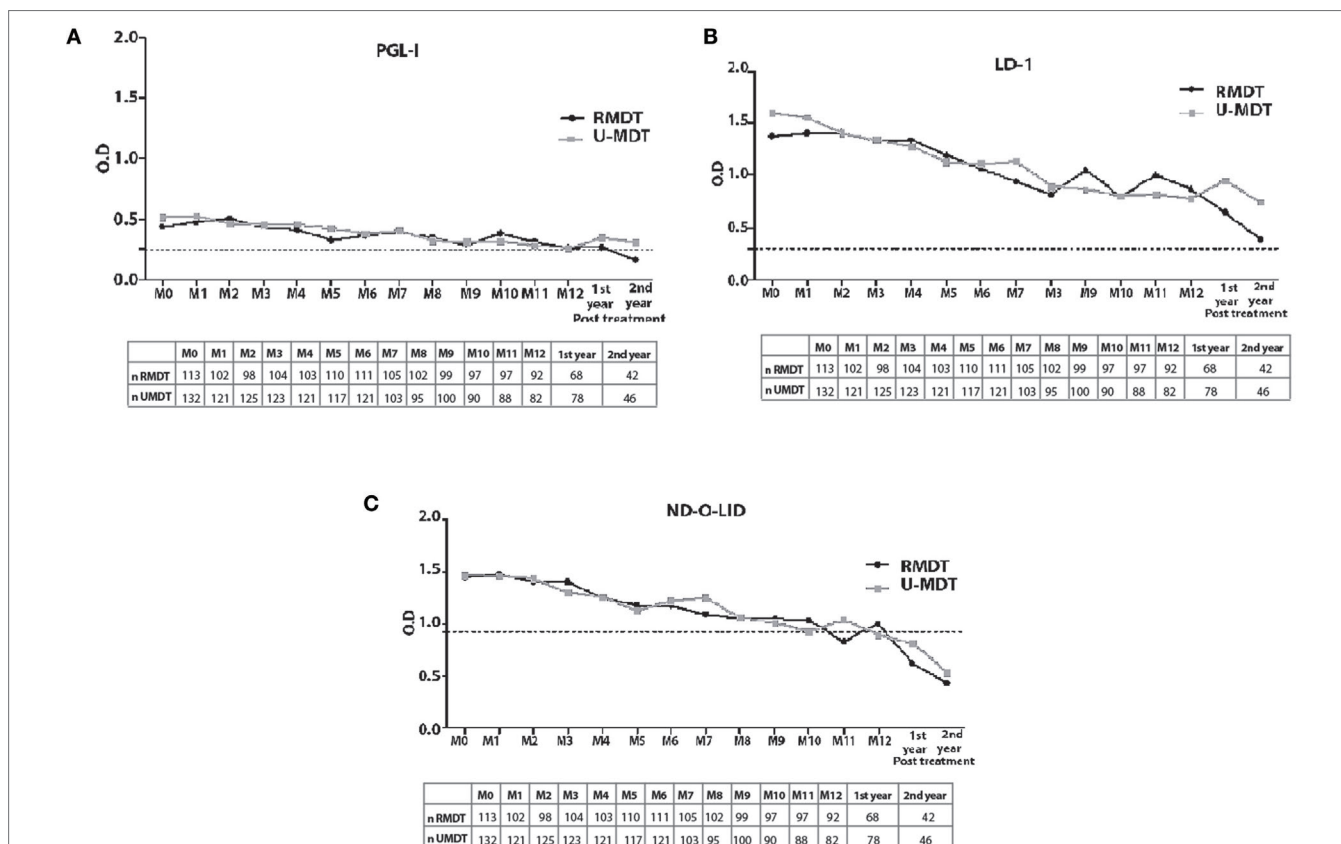 A
PGL-I
2.0
1.5
1.0
0.5
0.0
O.D
RMDT
U-MDT
M0 M1 M2 M3 M4 M5 M6 M7 M8 M9 M10 M11 M12 1st year 2nd year
Post treatment
M0 M1 M2 M3 M4 M5 M6 M7 M8 M9 M10 M11 M12 1st year 2nd year
n RMDT 113 102 98 104 103 110 111 105 102 99 97 97 92 68 42
n UMDT 132 121 125 123 121 117 121 103 95 100 90 88 82 78 46
B
LD-1
2.0
1.5
1.0
0.5
0.0
O.D
RMDT
U-MDT
M0 M1 M2 M3 M4 M5 M6 M7 M3 M9 M10 M11 M12 1st year 2nd year
Post treatment
M0 M1 M2 M3 M4 M5 M6 M7 M8 M9 M10 M11 M12 1st year 2nd year
n RMDT 113 102 98 104 103 110 111 105 102 99 97 97 92 68 42
n UMDT 132 121 125 123 121 117 121 103 95 100 90 88 82 78 46
C
ND-O-LID
2.0
1.5
1.0
0.5
0.0
O.D
RMDT
U-MDT
M0 M1 M2 M3 M4 M5 M6 M7 M8 M9 M10 M11 M12 1st year 2nd year
Post treatment
M0 M1 M2 M3 M4 M5 M6 M7 M8 M9 M10 M11 M12 1st year 2nd year
n RMDT 113 102 98 104 103 110 111 105 102 99 97 97 92 68 42
n UMDT 132 121 125 123 121 117 121 103 95 100 90 88 82 78 46